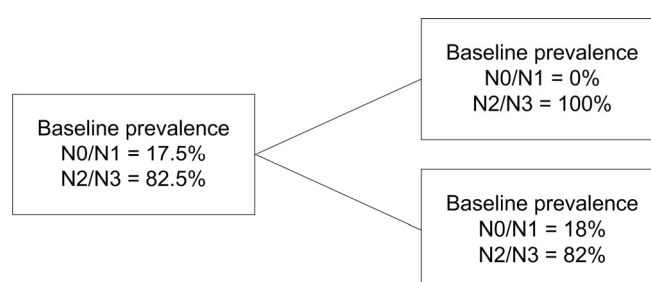 Baseline prevalence
N0/N1 = 17.5%
N2/N3 = 82.5%
Baseline prevalence
N0/N1 = 0%
N2/N3 = 100%
Baseline prevalence
N0/N1 = 18%
N2/N3 = 82%